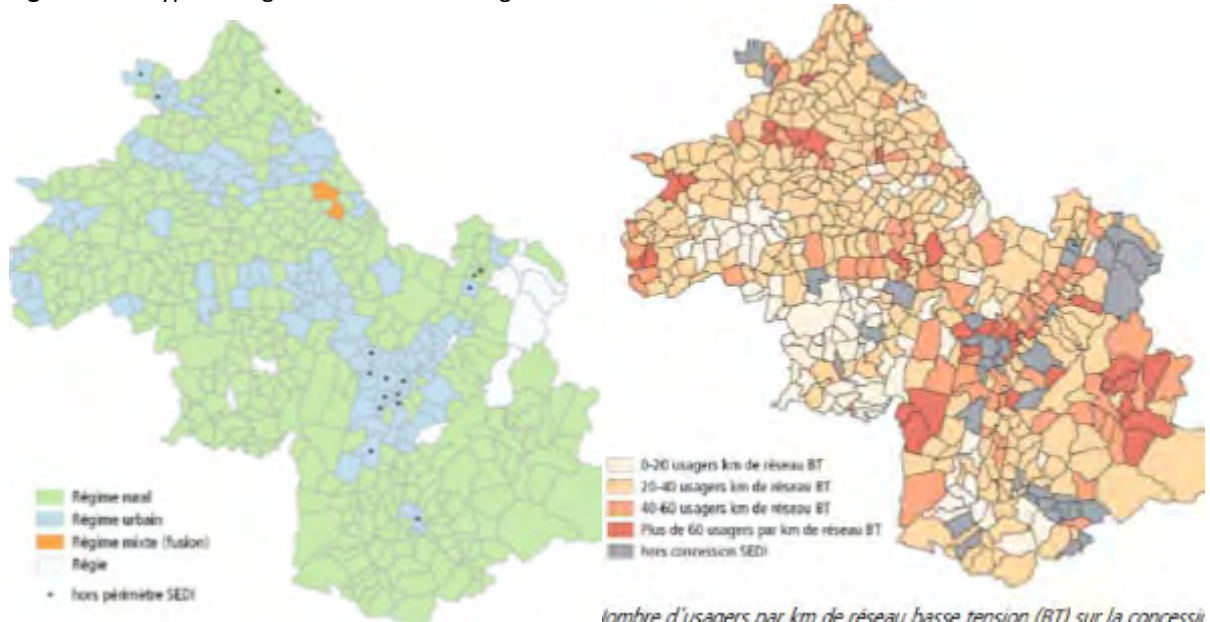 Régime rural
Régime urbain
Régime mixte (fusion)
Régie
hors périmètre SEDI
0-20 usagers km de réseau BT
20-40 usagers km de réseau BT
40-60 usagers km de réseau BT
Plus de 60 usagers par km de réseau BT
hors concession SEDI
ombre d'usagers par km de réseau basse tension (BT) sur la concessi